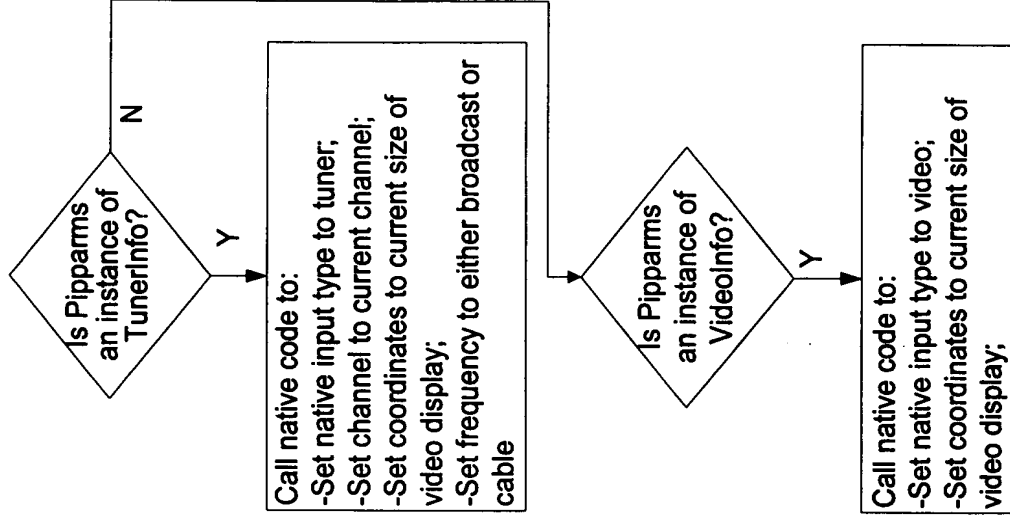 Is Pipparms
an instance of
TunerInfo?
N
Y
Call native code to:
-Set native input type to tuner;
-Set channel to current channel;
-Set coordinates to current size of
video display;
-Set frequency to either broadcast or
cable
Is Pipparms
an instance of
VideoInfo?
Y
Call native code to:
-Set native input type to video;
-Set coordinates to current size of
video display;